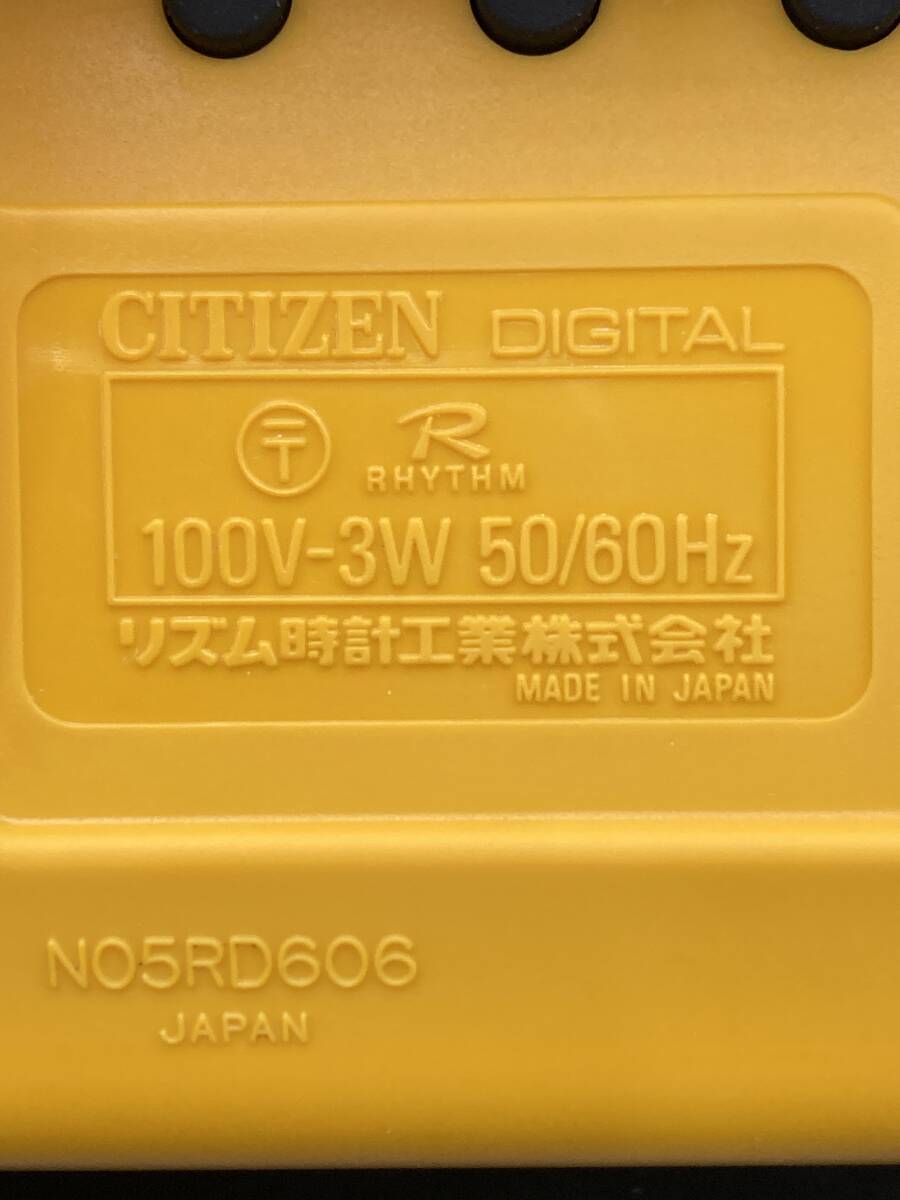 CITIZEN DIGITAL
〒 R
RHYTHM
100V-3W 50/60Hz
リズム時計工業株式会社
MADE IN JAPAN
NO5RD606
JAPAN